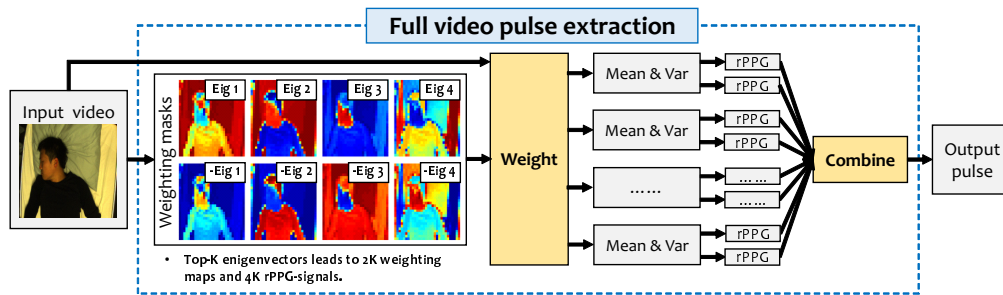 Full video pulse extraction
Input video
Weighting masks
Eig 1
Eig 2
Eig 3
Eig 4
-Eig 1
-Eig 2
-Eig 3
-Eig 4
• Top-K enigenvectors leads to 2K weighting
maps and 4K rPPG-signals.
Weight
Mean & Var
rPPG
rPPG
Mean & Var
rPPG
rPPG
……
……
……
Mean & Var
rPPG
rPPG
Combine
Output
pulse